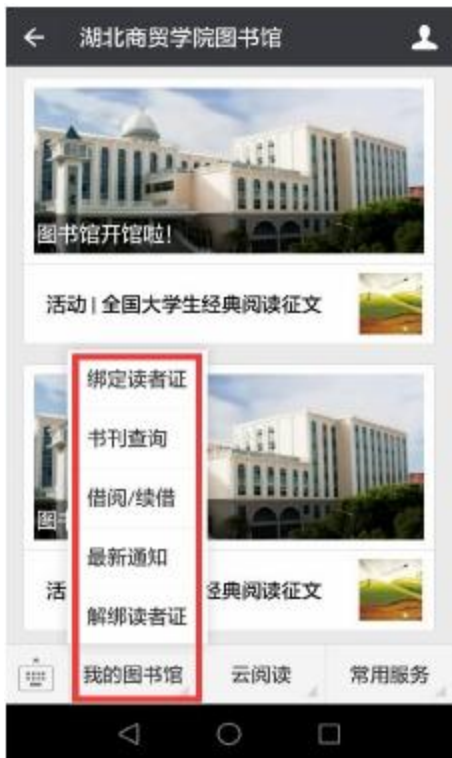 湖北商贸学院图书馆
图书馆开馆啦!
活动 | 全国大学生经典阅读征文
绑定读者证
书刊查询
借阅/续借
图
最新通知
活
经典阅读征文
解绑读者证
我的图书馆
云阅读
常用服务